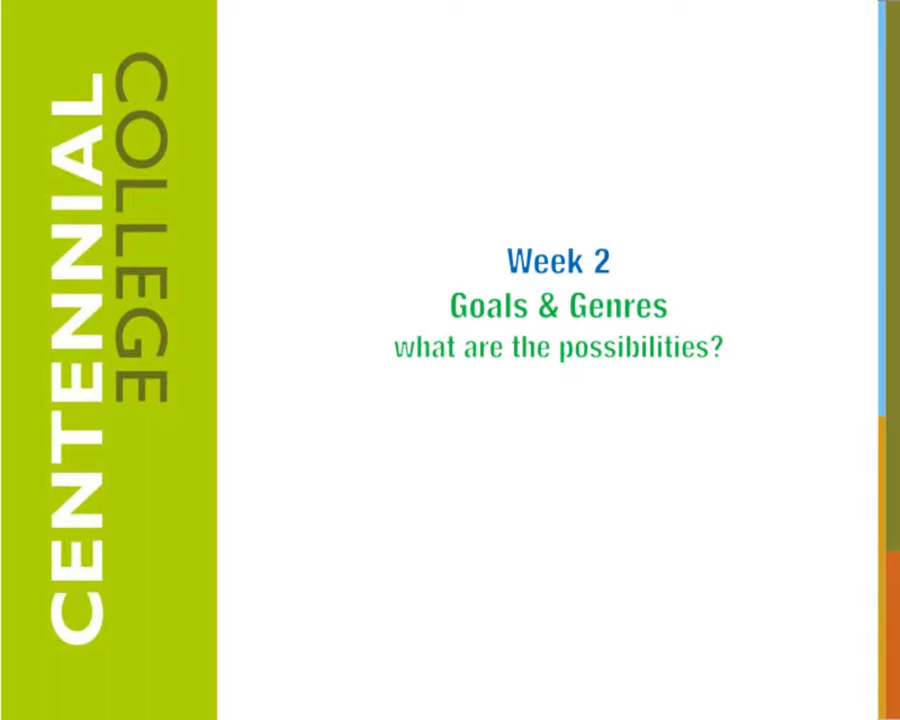 CENTENNIAL
COLLEGE
Week 2
Goals & Genres
what are the possibilities?